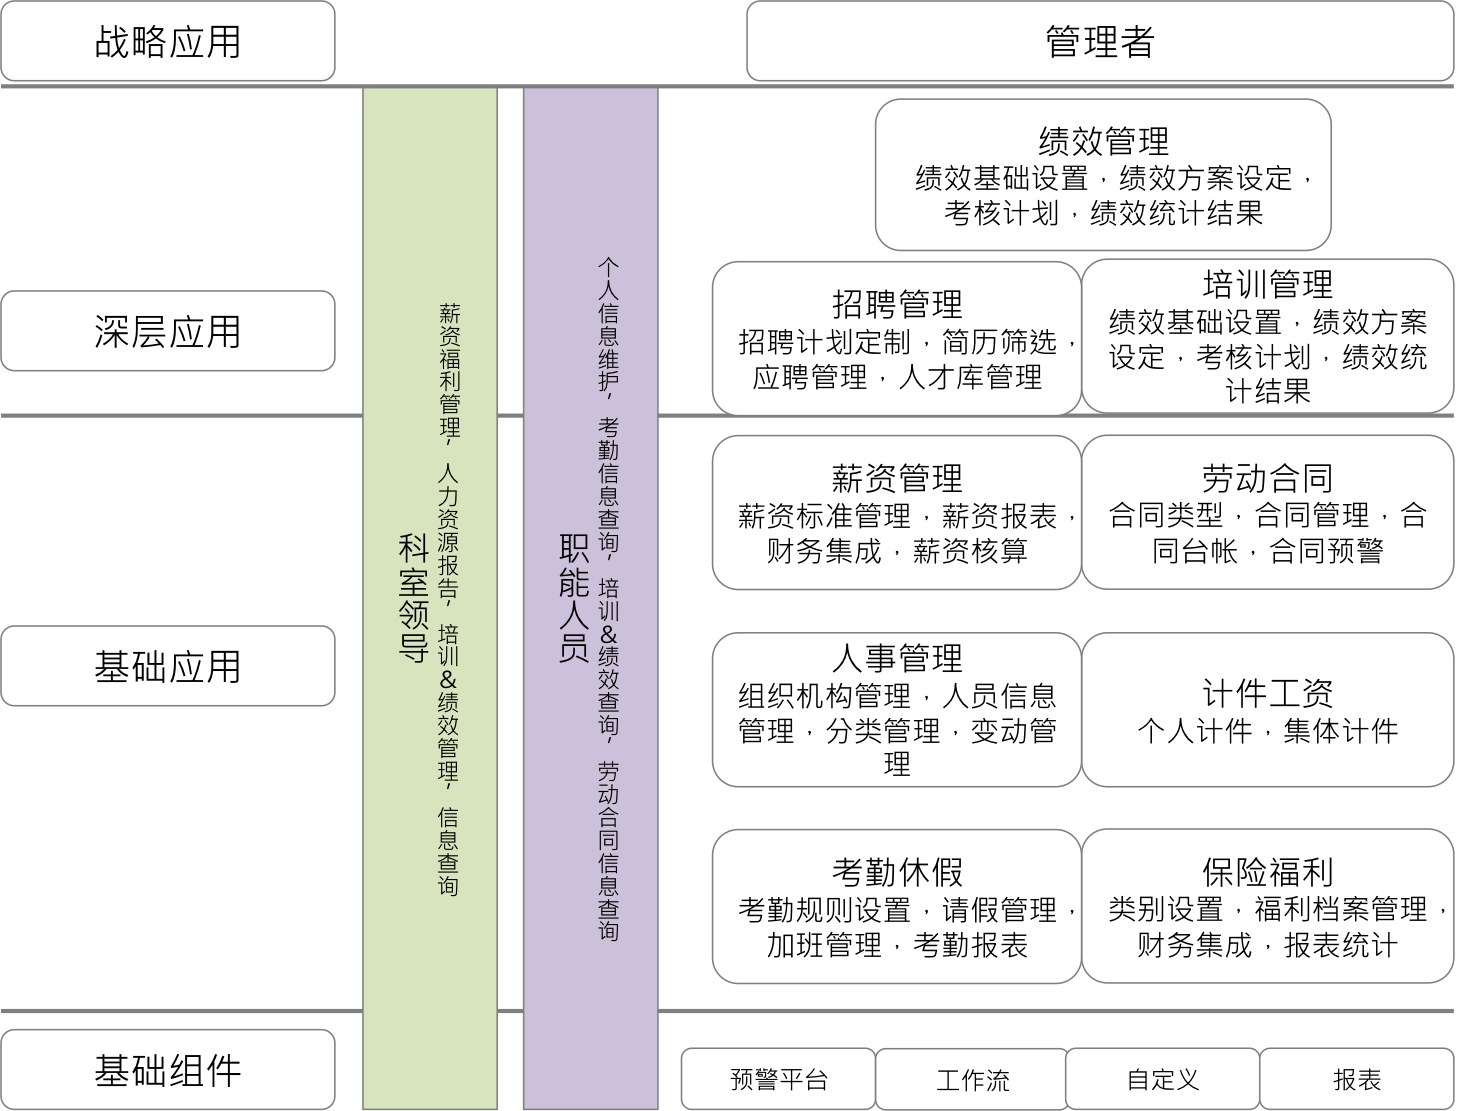 战略应用
管理者
绩效管理
绩效基础设置，绩效方案设定，
考核计划，绩效统计结果
深层应用
招聘管理
招聘计划定制，简历筛选，
应聘管理，人才库管理
培训管理
绩效基础设置，绩效方案
设定，考核计划，绩效统
计结果
科室领导
薪资福利管理，人力资源报告，培训&绩效管理，信息查询
职能人员
个人信息维护，考勤信息查询，培训&绩效查询，劳动合同信息查询
基础应用
薪资管理
薪资标准管理，薪资报表，
财务集成，薪资核算
劳动合同
合同类型，合同管理，合
同台帐，合同预警
人事管理
组织机构管理，人员信息
管理，分类管理，变动管
理
计件工资
个人计件，集体计件
考勤休假
考勤规则设置，请假管理，
加班管理，考勤报表
保险福利
类别设置，福利档案管理，
财务集成，报表统计
基础组件
预警平台
工作流
自定义
报表